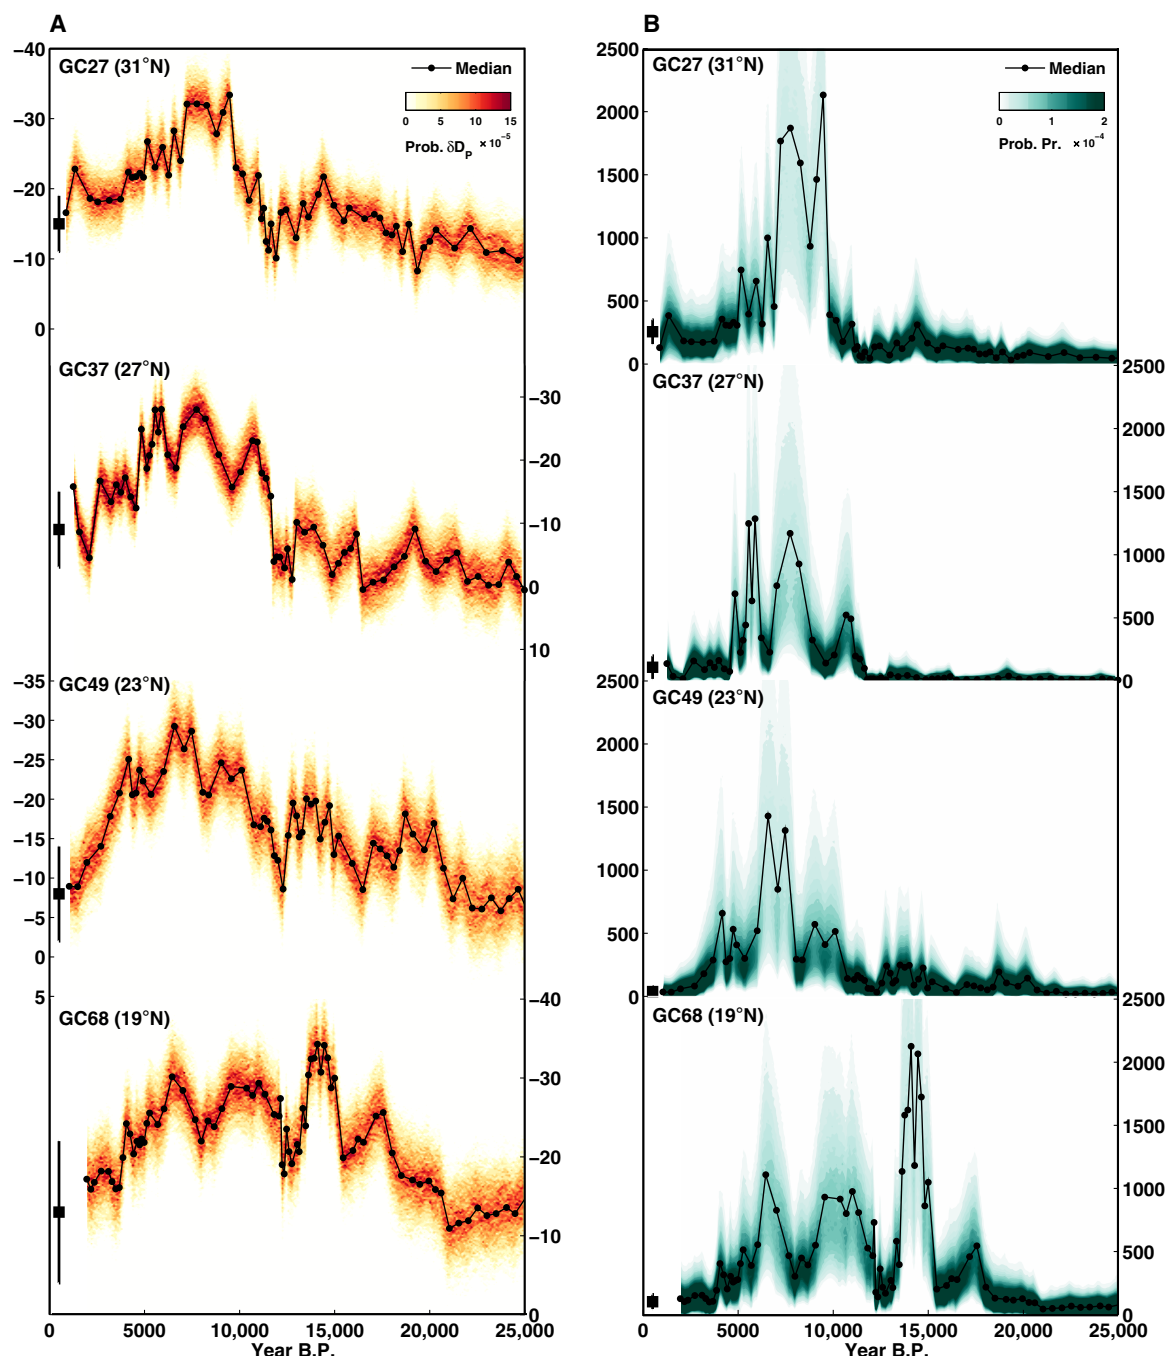 A
B
−40
−30
−20
−10
0
GC27 (31°N)
Median
0 5 10 15
Prob. δDP × 10−5
GC37 (27°N)
−30
−20
−10
0
10
−35
−30
−25
−20
−15
−10
−5
0
5
GC49 (23°N)
GC68 (19°N)
−40
−30
−20
−10
0
0 5000 10,000 15,000 20,000 25,000
Year B.P.
2500
2000
1500
1000
500
0
GC27 (31°N)
Median
0 1 2
Prob. Pr. × 10−4
GC37 (27°N)
2500
2000
1500
1000
500
0
2500
2000
1500
1000
500
0
GC49 (23°N)
GC68 (19°N)
2500
2000
1500
1000
500
0
0 5000 10,000 15,000 20,000 25,000
Year B.P.